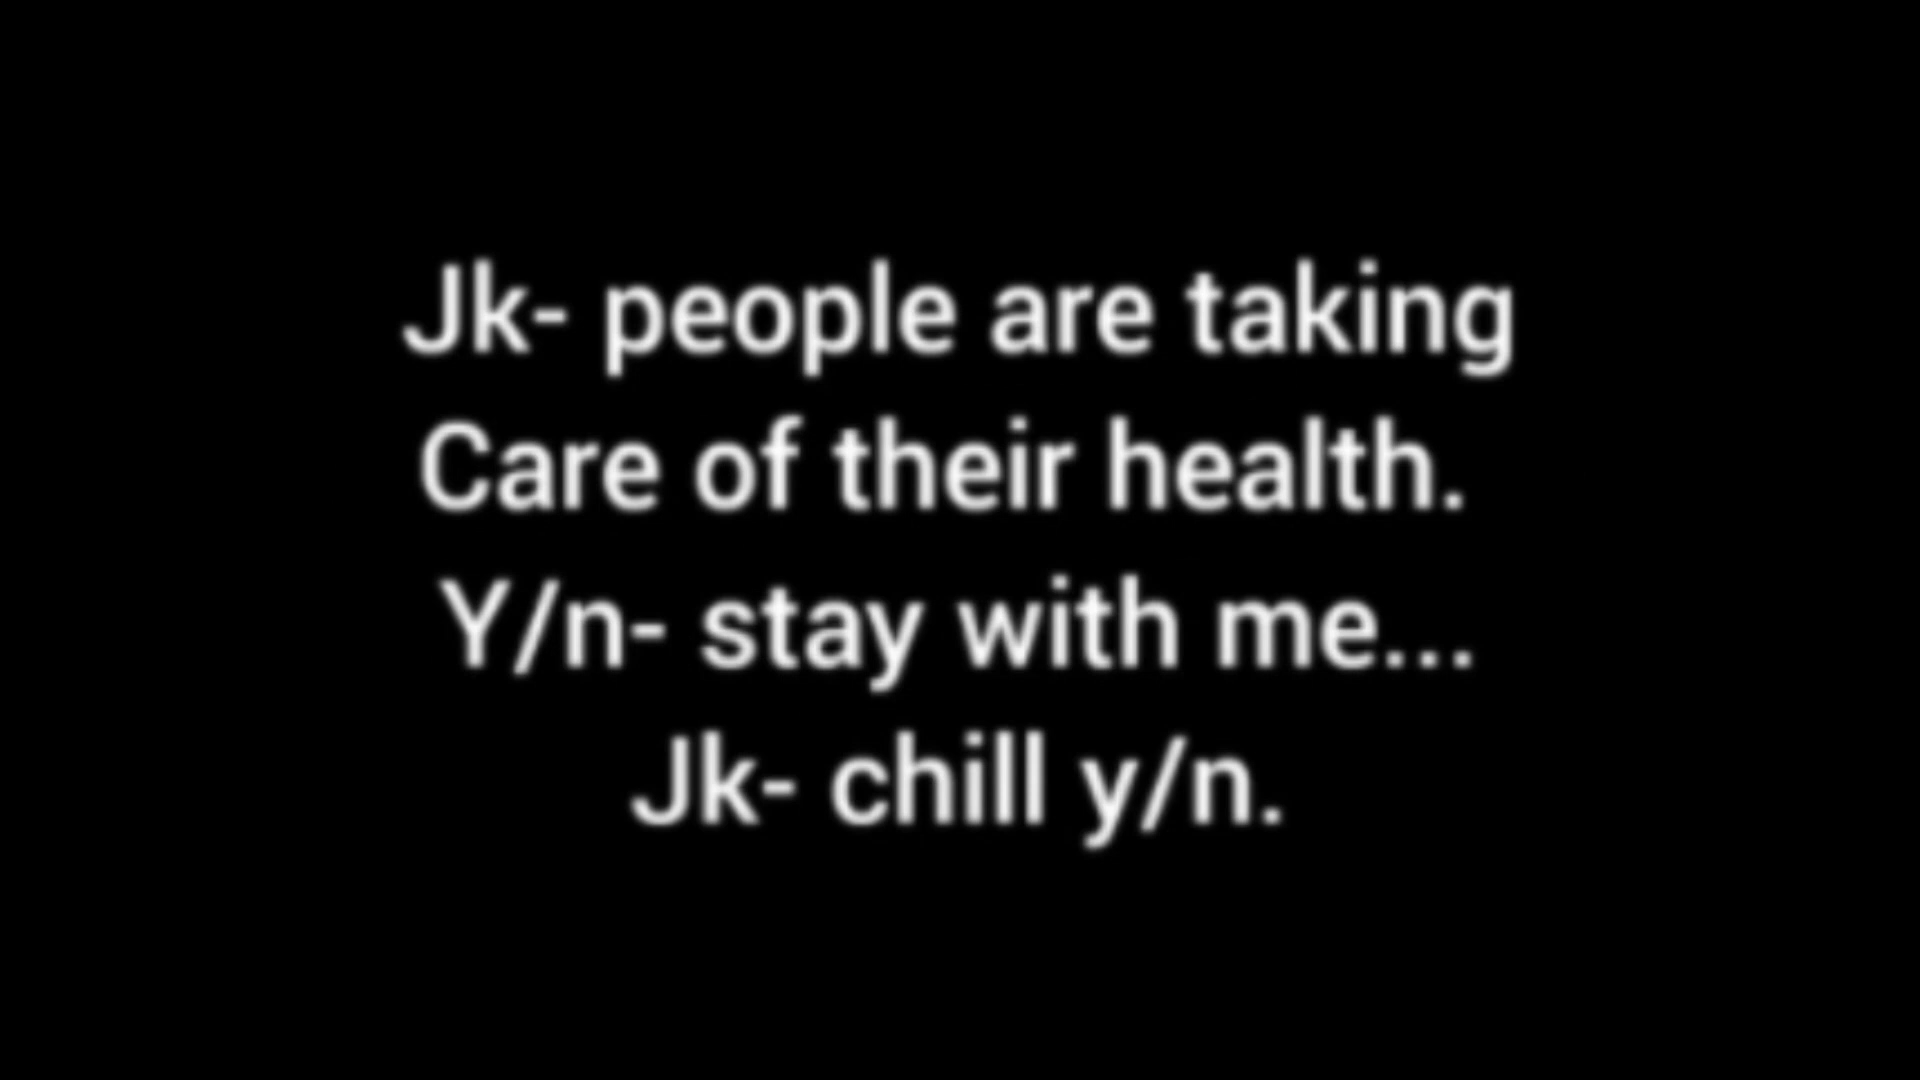 Jk- people are taking
Care of their health.
Y/n- stay with me...
Jk- chill y/n.